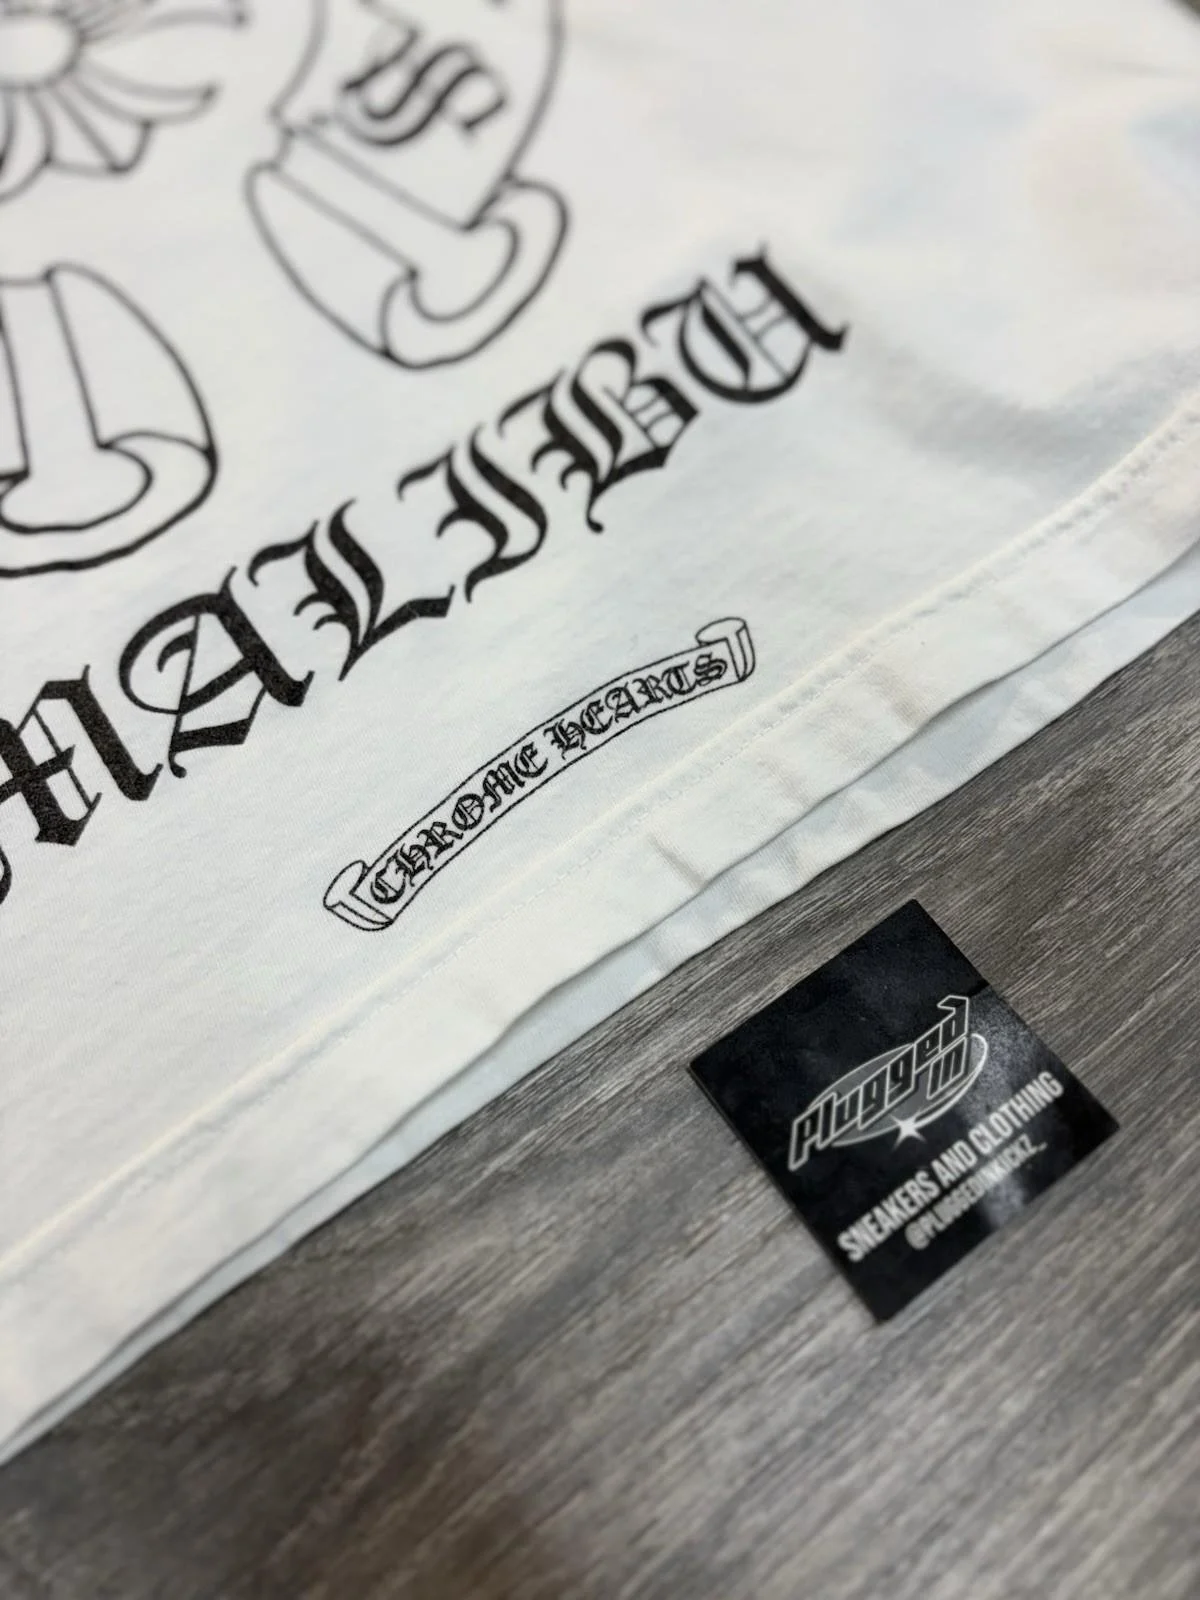 S
MALIBU
CHROME HEARTS
Plugged
in
SNEAKERS AND CLOTHING
@PLUGGEDINKICKZ_